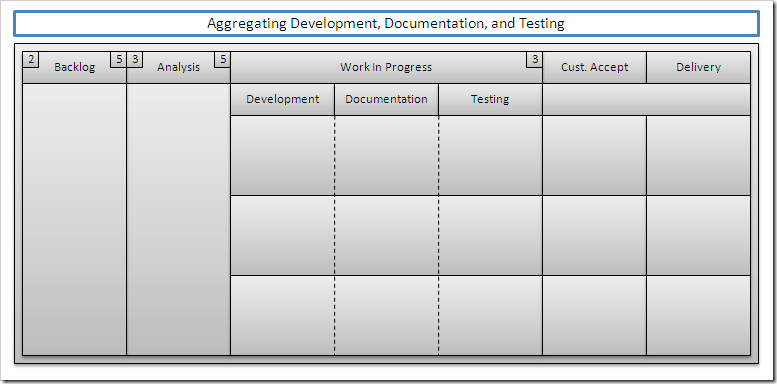 Aggregating Development, Documentation, and Testing
2 Backlog 5 3 Analysis 5 Work In Progress 3 Cust. Accept Delivery
Development Documentation Testing